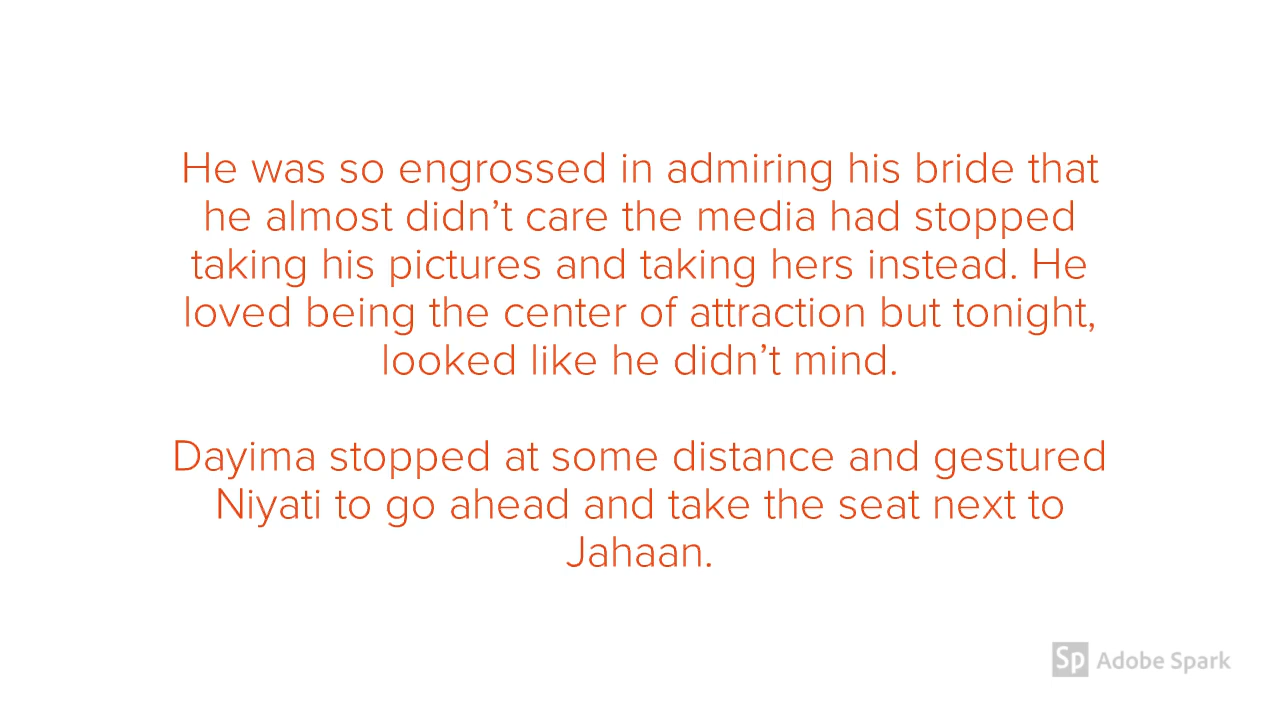 He was so engrossed in admiring his bride that
he almost didn’t care the media had stopped
taking his pictures and taking hers instead. He
loved being the center of attraction but tonight,
looked like he didn’t mind.
Dayima stopped at some distance and gestured
Niyati to go ahead and take the seat next to
Jahaan.
Sp Adobe Spark